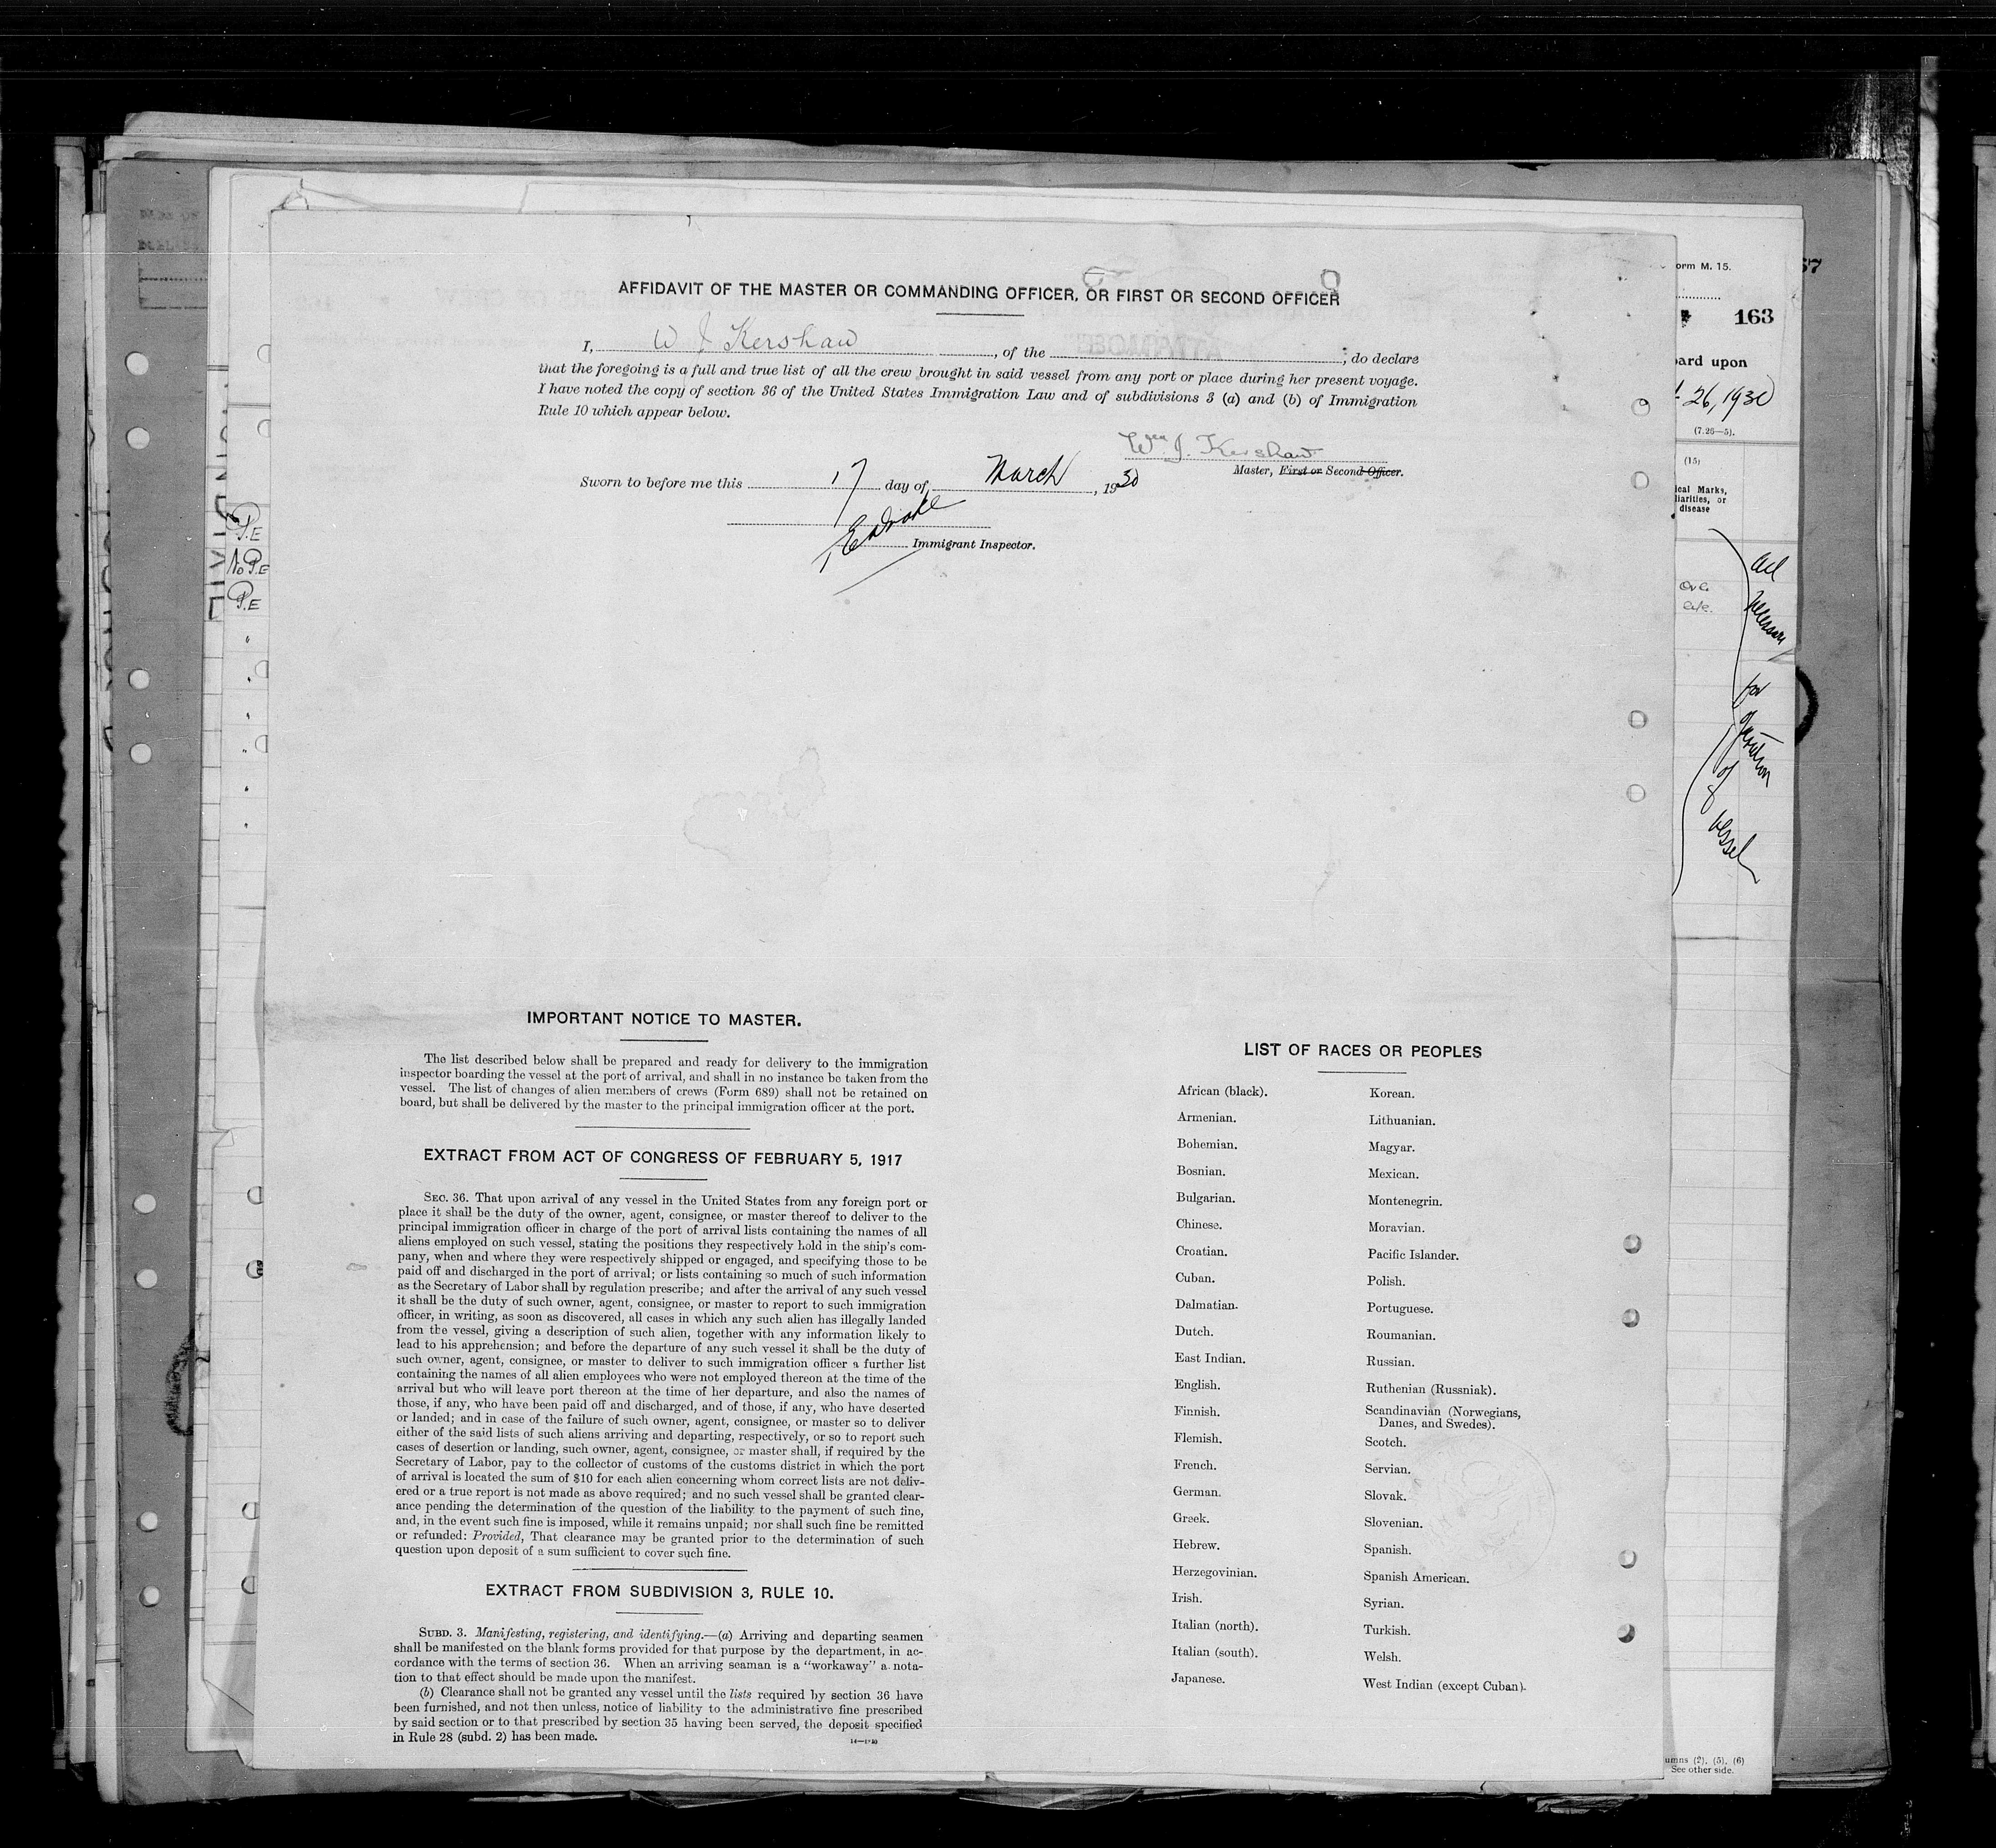 AFFIDAVIT OF THE MASTER OR COMMANDING OFFICER, OR FIRST OR SECOND OFFICER
I, W J Kershaw, of the ; do declare
that the foregoing is a full and true list of all the crew brought in said vessel from any port or place during her present voyage.
I have noted the copy of section 36 of the United States Immigration Law and of subdivisions 3 (a) and (b) of Immigration
Rule 10 which appear below.
Wm J. Kershaw
Master, First or Second Officer.
Sworn to before me this 17 day of March, 1930
Immigrant Inspector.
IMPORTANT NOTICE TO MASTER.
The list described below shall be prepared and ready for delivery to the immigration
inspector boarding the vessel at the port of arrival, and shall in no instance be taken from the
vessel. The list of changes of alien members of crews (Form 689) shall not be retained on
board, but shall be delivered by the master to the principal immigration officer at the port.
EXTRACT FROM ACT OF CONGRESS OF FEBRUARY 5, 1917
SEC. 36. That upon arrival of any vessel in the United States from any foreign port or
place it shall be the duty of the owner, agent, consignee, or master thereof to deliver to the
principal immigration officer in charge of the port of arrival lists containing the names of all
aliens employed on such vessel, stating the positions they respectively hold in the ship's com-
pany, when and where they were respectively shipped or engaged, and specifying those to be
paid off and discharged in the port of arrival; or lists containing so much of such information
as the Secretary of Labor shall by regulation prescribe; and after the arrival of any such vessel
it shall be the duty of such owner, agent, consignee, or master to report to such immigration
officer, in writing, as soon as discovered, all cases in which any such alien has illegally landed
from the vessel, giving a description of such alien, together with any information likely to
lead to his apprehension; and before the departure of any such vessel it shall be the duty of
such owner, agent, consignee, or master to deliver to such immigration officer a further list
containing the names of all alien employees who were not employed thereon at the time of the
arrival but who will leave port thereon at the time of her departure, and also the names of
those, if any, who have been paid off and discharged, and of those, if any, who have deserted
or landed; and in case of the failure of such owner, agent, consignee, or master so to deliver
either of the said lists of such aliens arriving and departing, respectively, or so to report such
cases of desertion or landing, such owner, agent, consignee, or master shall, if required by the
Secretary of Labor, pay to the collector of customs of the customs district in which the port
of arrival is located the sum of $10 for each alien concerning whom correct lists are not deliv-
ered or a true report is not made as above required; and no such vessel shall be granted clear-
ance pending the determination of the question of the liability to the payment of such fine,
and, in the event such fine is imposed, while it remains unpaid; nor shall such fine be remitted
or refunded: Provided, That clearance may be granted prior to the determination of such
question upon deposit of a sum sufficient to cover such fine.
EXTRACT FROM SUBDIVISION 3, RULE 10.
SUBD. 3. Manifesting, registering, and identifying.—(a) Arriving and departing seamen
shall be manifested on the blank forms provided for that purpose by the department, in ac-
cordance with the terms of section 36. When an arriving seaman is a "workaway" a nota-
tion to that effect should be made upon the manifest.
(b) Clearance shall not be granted any vessel until the lists required by section 36 have
been furnished, and not then unless, notice of liability to the administrative fine prescribed
by said section or to that prescribed by section 35 having been served, the deposit specified
in Rule 28 (subd. 2) has been made.
LIST OF RACES OR PEOPLES
African (black).
Armenian.
Bohemian.
Bosnian.
Bulgarian.
Chinese.
Croatian.
Cuban.
Dalmatian.
Dutch.
East Indian.
English.
Finnish.
Flemish.
French.
German.
Greek.
Hebrew.
Herzegovinian.
Irish.
Italian (north).
Italian (south).
Japanese.
Korean.
Lithuanian.
Magyar.
Mexican.
Montenegrin.
Moravian.
Pacific Islander.
Polish.
Portuguese.
Roumanian.
Russian.
Ruthenian (Russniak).
Scandinavian (Norwegians,
Danes, and Swedes).
Scotch.
Servian.
Slovak.
Slovenian.
Spanish.
Spanish American.
Syrian.
Turkish.
Welsh.
West Indian (except Cuban).
P.E
No P.E
P.E
orm M. 15.
57
163
oard upon
26, 1930
(7.26—5).
(15)
ical Marks,
liarities, or
disease
all
necessary
for
of
vessel
umns (2), (5), (6)
See other side.